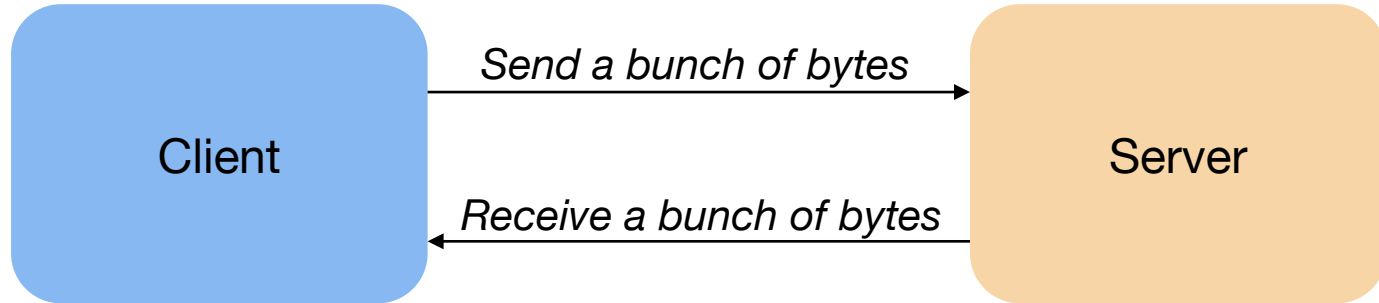 Send a bunch of bytes
Client
Server
Receive a bunch of bytes